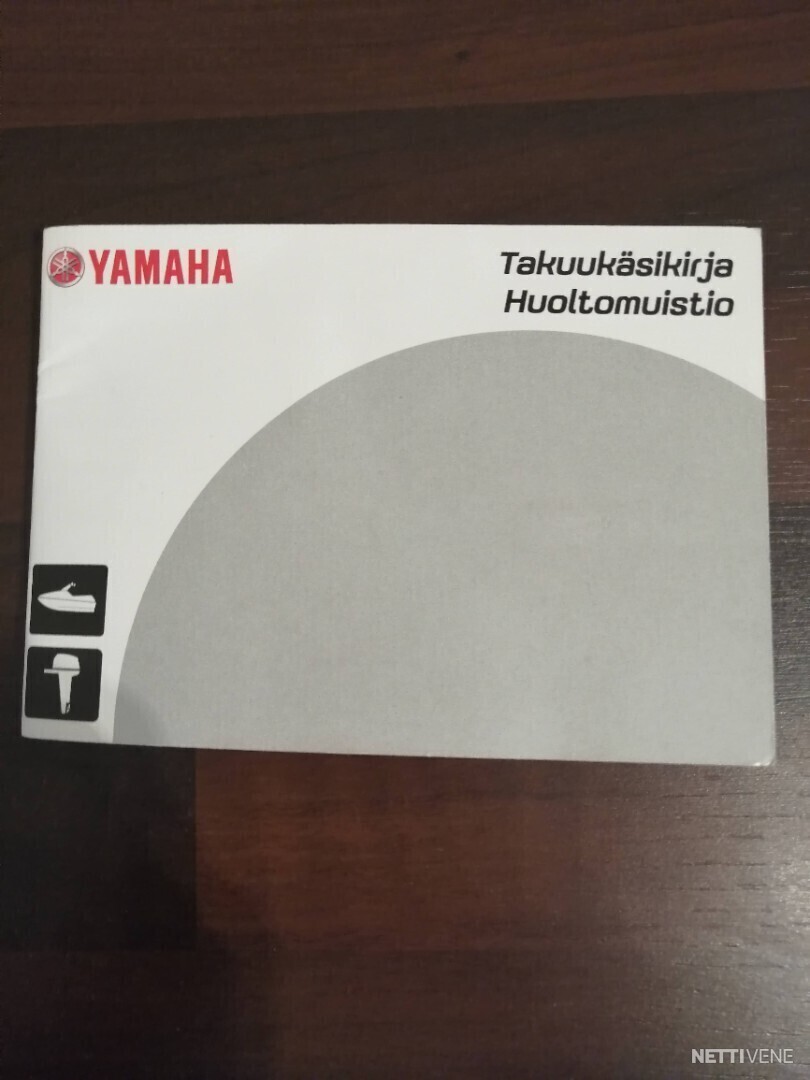 YAMAHA
Takuukäsikirja
Huoltomuistio
NETTIVENE